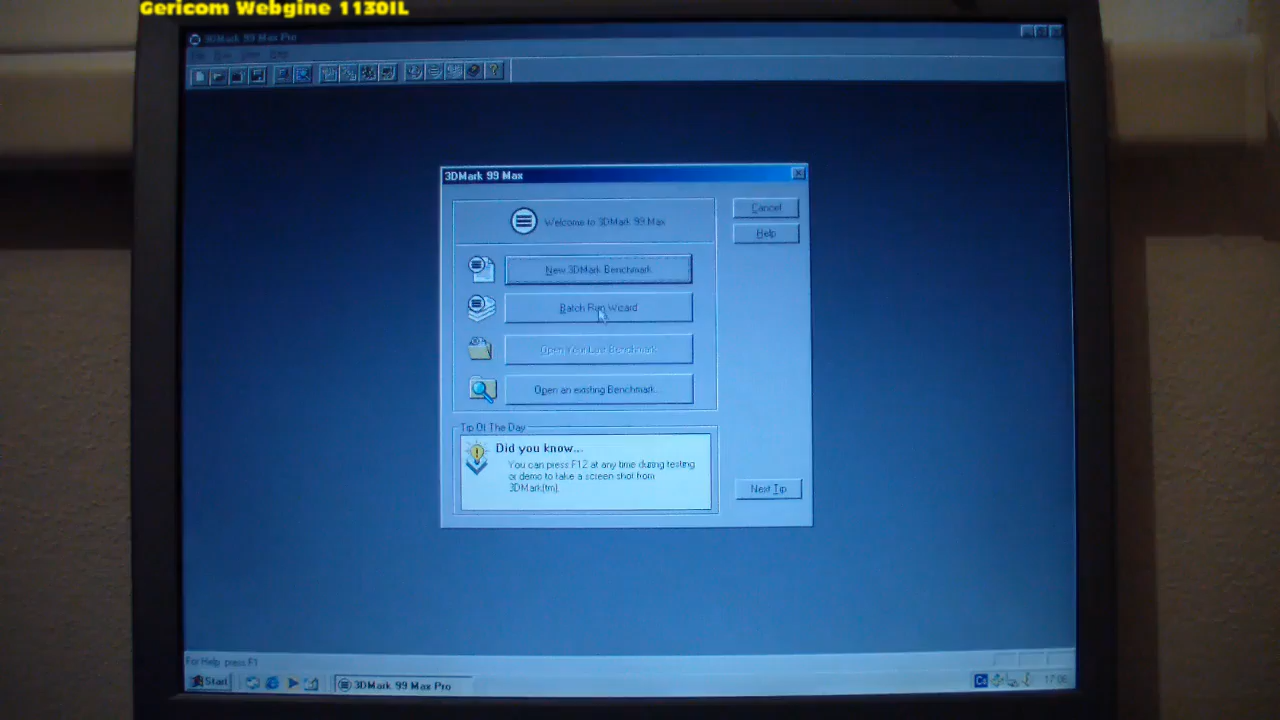 Gericom Webgine 1130IL
3DMark 99 Max Pro
3DMark 99 Max
Welcome to 3DMark 99 Max
Cancel
Help
New 3DMark Benchmark
Batch Run Wizard
Open Your Last Benchmark
Open an existing Benchmark...
Tip Of The Day
Did you know...
You can press F12 at any time during testing
or demo to take a screen shot from
3DMark(tm).
Next Tip
For Help, press F1
Start
3DMark 99 Max Pro
17:06